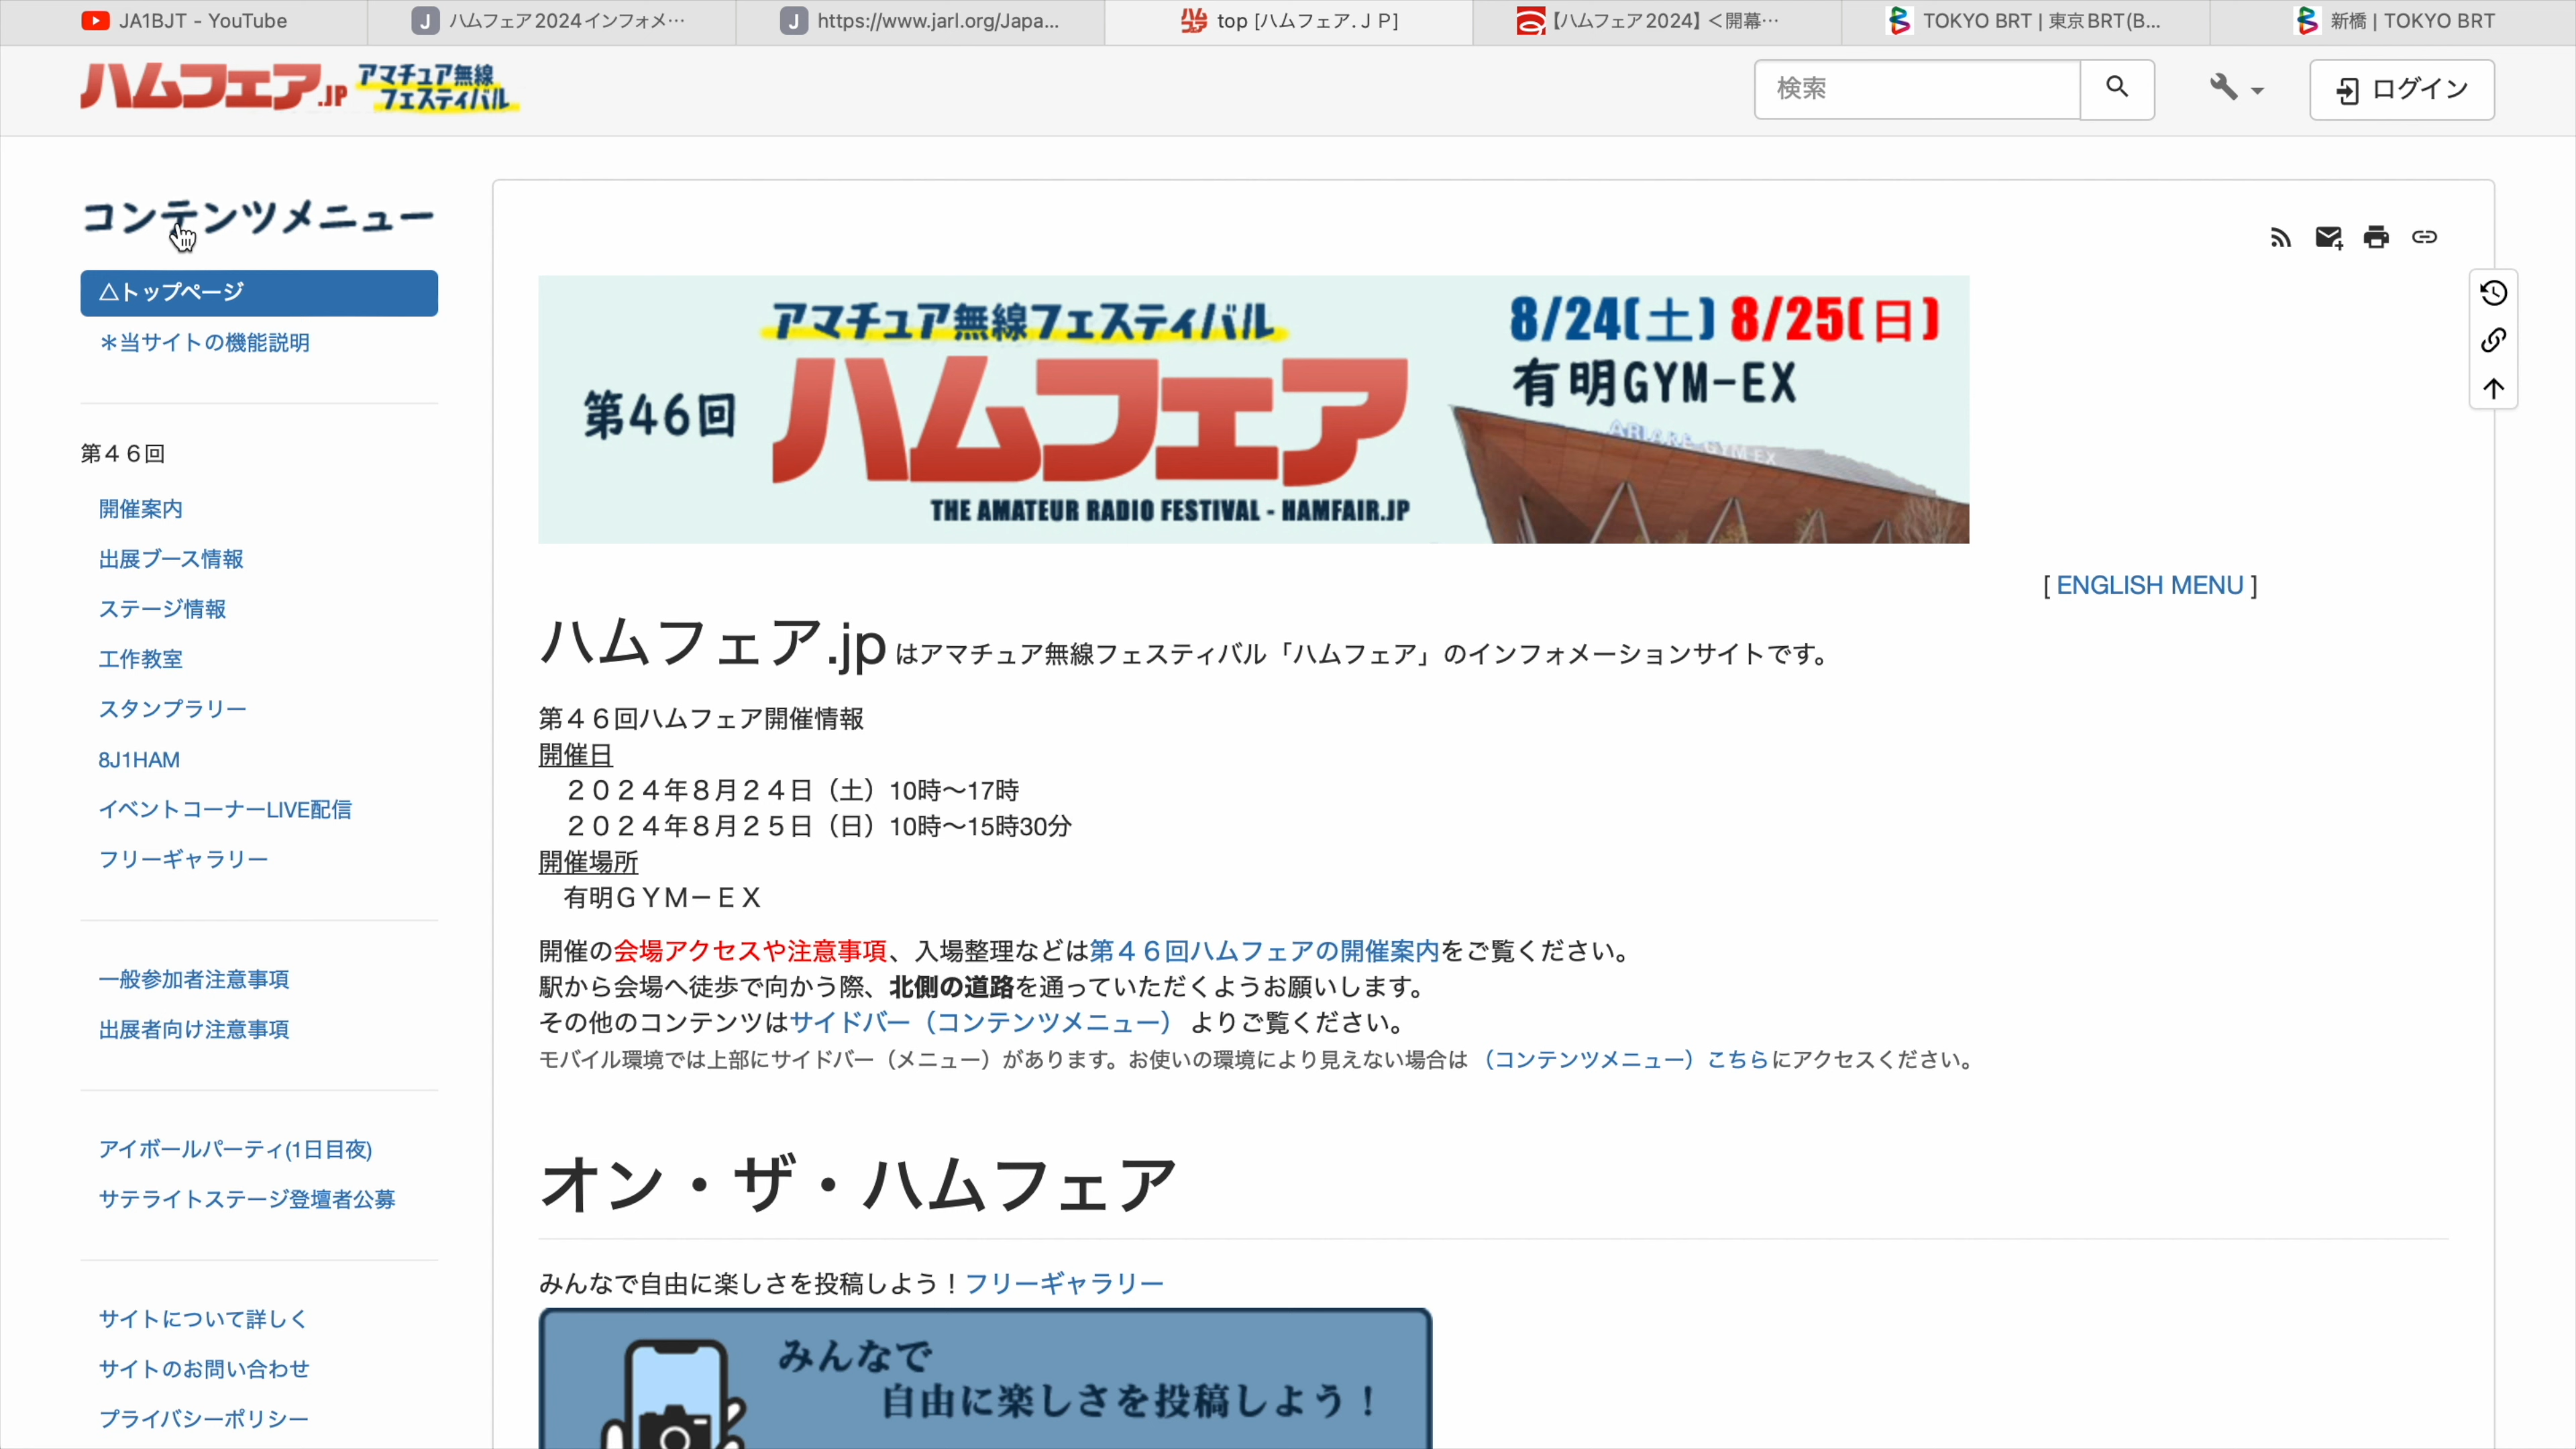 JA1BJT - YouTube
ハムフェア2024インフォメ…
https://www.jarl.org/Japa...
top [ハムフェア.ＪＰ]
【ハムフェア2024】＜開幕…
TOKYO BRT | 東京BRT(B...
新橋 | TOKYO BRT
ハムフェア.JP アマチュア無線フェスティバル
検索
ログイン
コンテンツメニュー
△トップページ
＊当サイトの機能説明
第４６回
開催案内
出展ブース情報
ステージ情報
工作教室
スタンプラリー
8J1HAM
イベントコーナーLIVE配信
フリーギャラリー
一般参加者注意事項
出展者向け注意事項
アイボールパーティ(1日目夜)
サテライトステージ登壇者公募
サイトについて詳しく
サイトのお問い合わせ
プライバシーポリシー
アマチュア無線フェスティバル
第46回 ハムフェア
THE AMATEUR RADIO FESTIVAL - HAMFAIR.JP
8/24(土) 8/25(日)
有明GYM-EX
[ ENGLISH MENU ]
ハムフェア.jp はアマチュア無線フェスティバル「ハムフェア」のインフォメーションサイトです。
第４６回ハムフェア開催情報
開催日
２０２４年８月２４日（土）10時〜17時
２０２４年８月２５日（日）10時〜15時30分
開催場所
有明ＧＹＭ－ＥＸ
開催の会場アクセスや注意事項、入場整理などは第４６回ハムフェアの開催案内をご覧ください。
駅から会場へ徒歩で向かう際、北側の道路を通っていただくようお願いします。
その他のコンテンツはサイドバー（コンテンツメニュー） よりご覧ください。
モバイル環境では上部にサイドバー（メニュー）があります。お使いの環境により見えない場合は （コンテンツメニュー）こちらにアクセスください。
オン・ザ・ハムフェア
みんなで自由に楽しさを投稿しよう！フリーギャラリー
みんなで
自由に楽しさを投稿しよう！